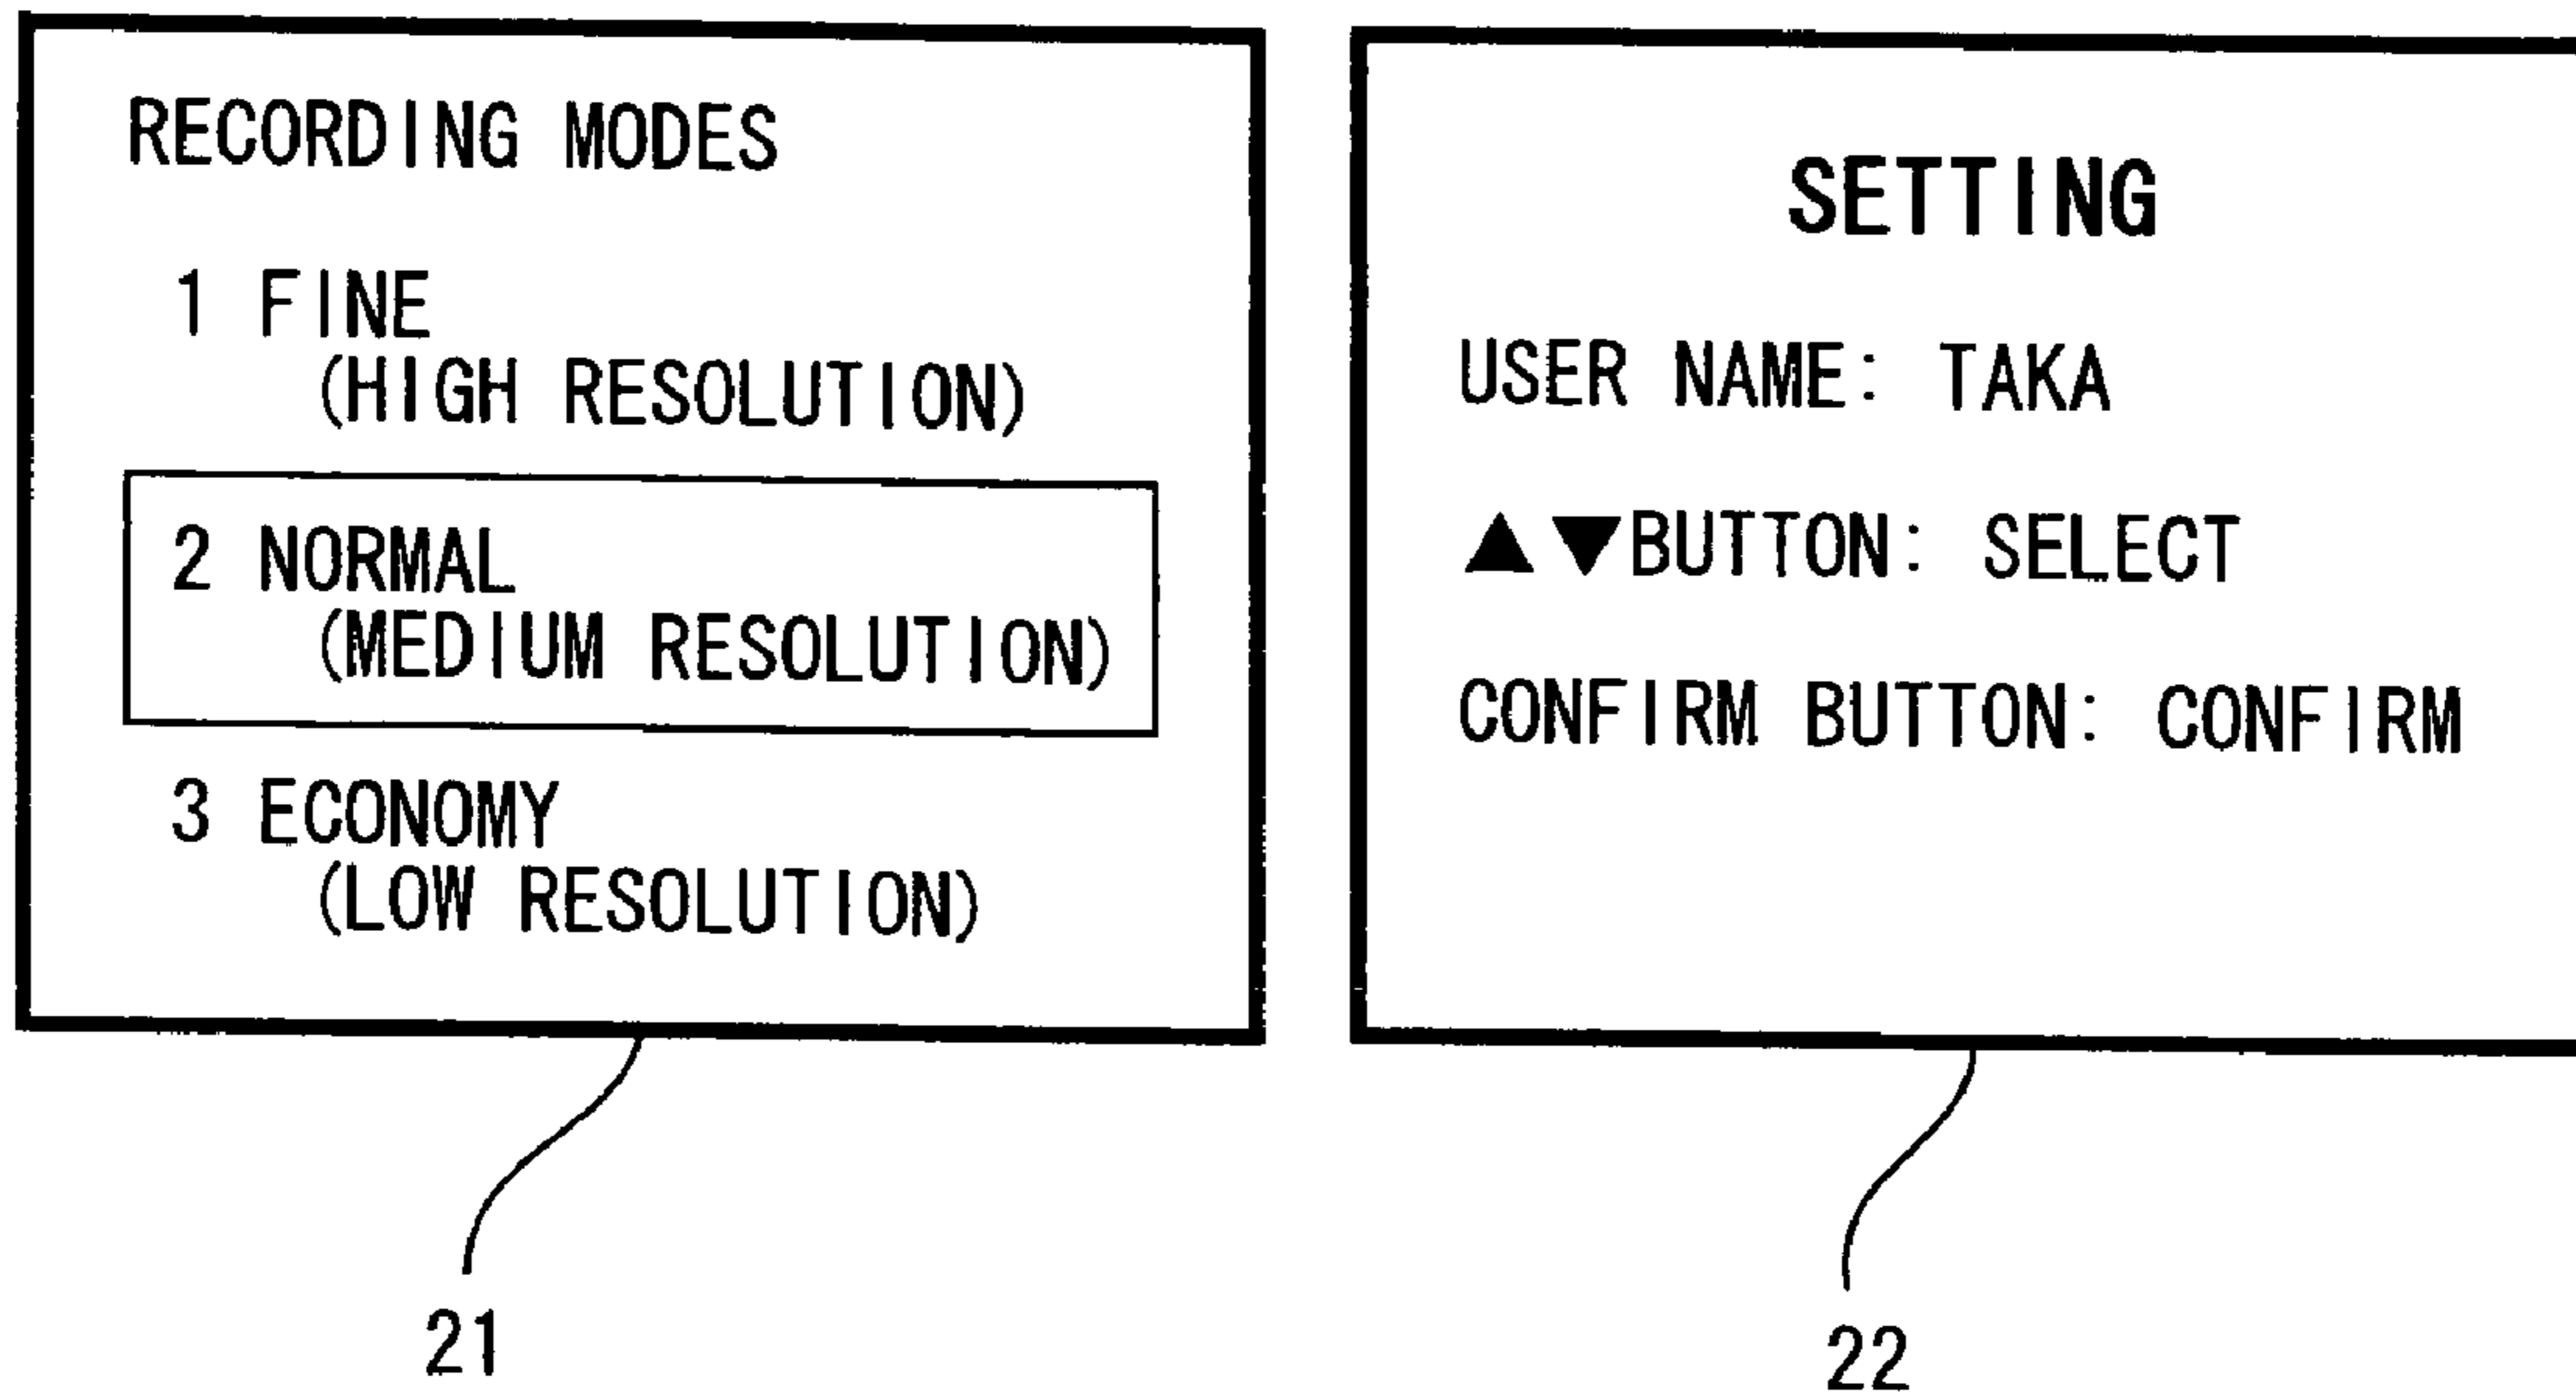 RECORDING MODES
1 FINE
(HIGH RESOLUTION)
2 NORMAL
(MEDIUM RESOLUTION)
3 ECONOMY
(LOW RESOLUTION)
21
SETTING
USER NAME: TAKA
▲▼BUTTON: SELECT
CONFIRM BUTTON: CONFIRM
22